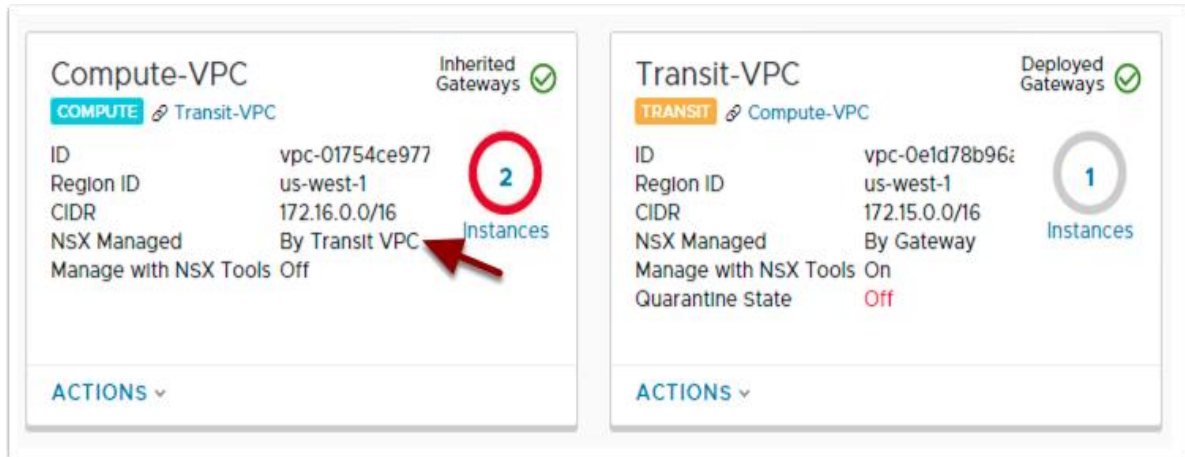 Compute-VPC
Inherited
Gateways
COMPUTE Transit-VPC
ID vpc-01754ce977
Region ID us-west-1
CIDR 172.16.0.0/16
NSX Managed By Transit VPC
Manage with NSX Tools Off
2
Instances
ACTIONS
Transit-VPC
Deployed
Gateways
TRANSIT Compute-VPC
ID vpc-0e1d78b96a
Region ID us-west-1
CIDR 172.15.0.0/16
NSX Managed By Gateway
Manage with NSX Tools On
Quarantine State Off
1
Instances
ACTIONS